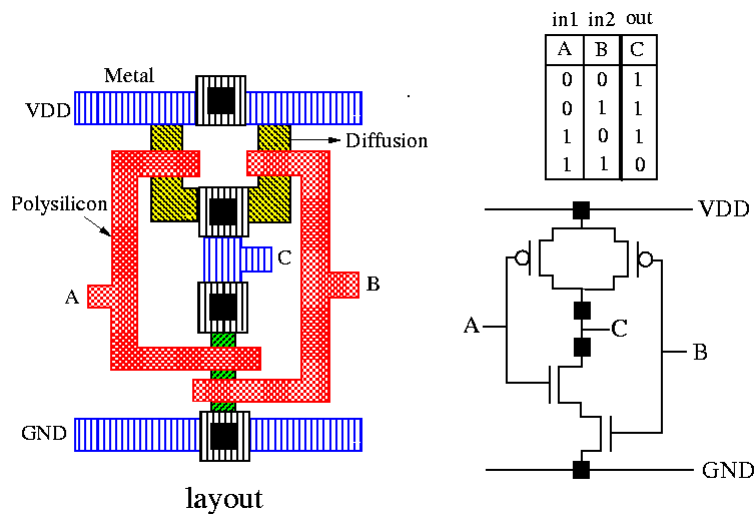 Metal
VDD
Diffusion
Polysilicon
C
A
B
GND
layout
in1 in2 out
A B C
0 0 1
0 1 1
1 0 1
1 1 0
VDD
A
C
B
GND